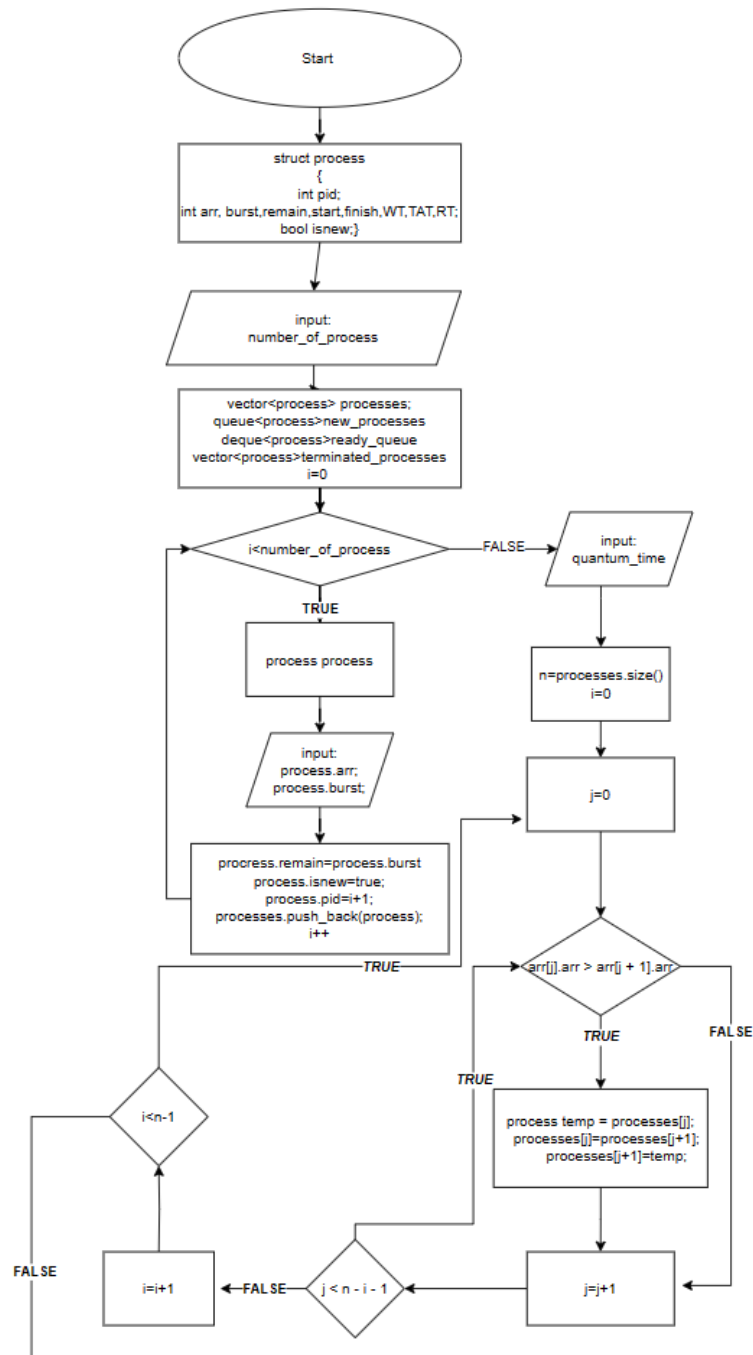 Start
struct process
{
int pid;
int arr, burst,remain,start,finish,WT,TAT,RT;
bool isnew;}
input:
number_of_process
vector<process> processes;
queue<process>new_processes
deque<process>ready_queue
vector<process>terminated_processes
i=0
i<number_of_process
FALSE
input:
quantum_time
TRUE
process process
n=processes.size()
i=0
input:
process.arr;
process.burst;
j=0
procress.remain=process.burst
process.isnew=true;
process.pid=i+1;
processes.push_back(process);
i++
TRUE
arr[j].arr > arr[j + 1].arr
TRUE
FALSE
TRUE
process temp = processes[j];
processes[j]=processes[j+1];
processes[j+1]=temp;
i<n-1
FALSE
i=i+1
FALSE
j < n - i - 1
j=j+1